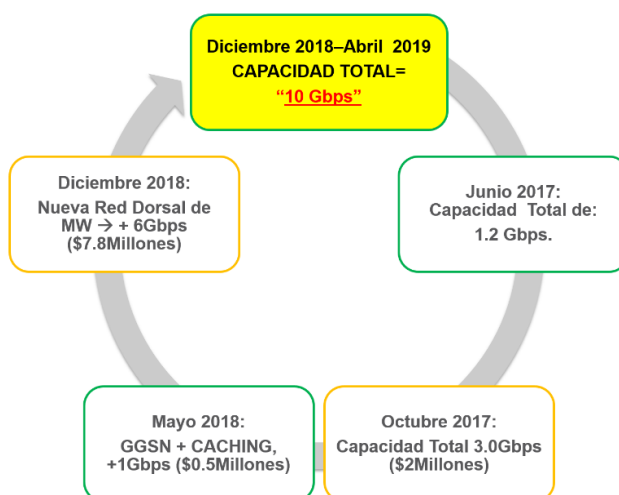 Diciembre 2018–Abril 2019
CAPACIDAD TOTAL=
“10 Gbps”
Junio 2017:
Capacidad Total de:
1.2 Gbps.
Octubre 2017:
Capacidad Total 3.0Gbps
($2Millones)
Mayo 2018:
GGSN + CACHING,
+1Gbps ($0.5Millones)
Diciembre 2018:
Nueva Red Dorsal de
MW → + 6Gbps
($7.8Millones)